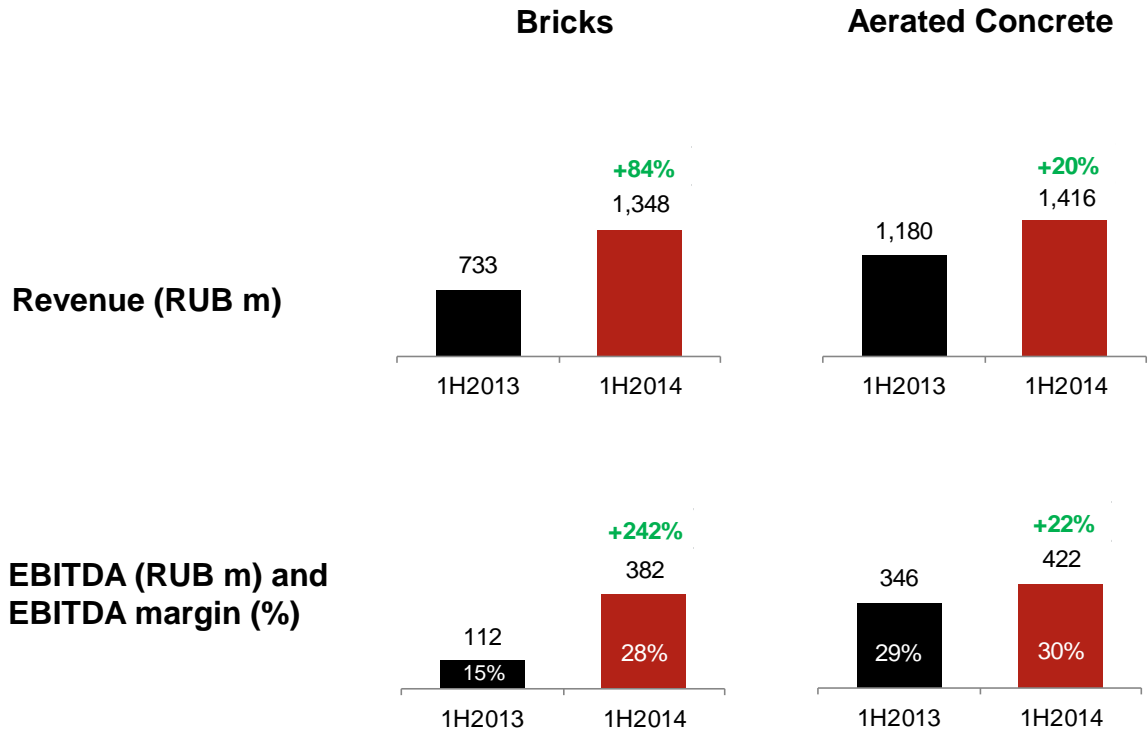 Bricks
Aerated Concrete
Revenue (RUB m)
+84%
1,348
733
1H2013
1H2014
+20%
1,416
1,180
1H2013
1H2014
EBITDA (RUB m) and
EBITDA margin (%)
+242%
382
112
28%
15%
1H2013
1H2014
+22%
422
346
29%
30%
1H2013
1H2014